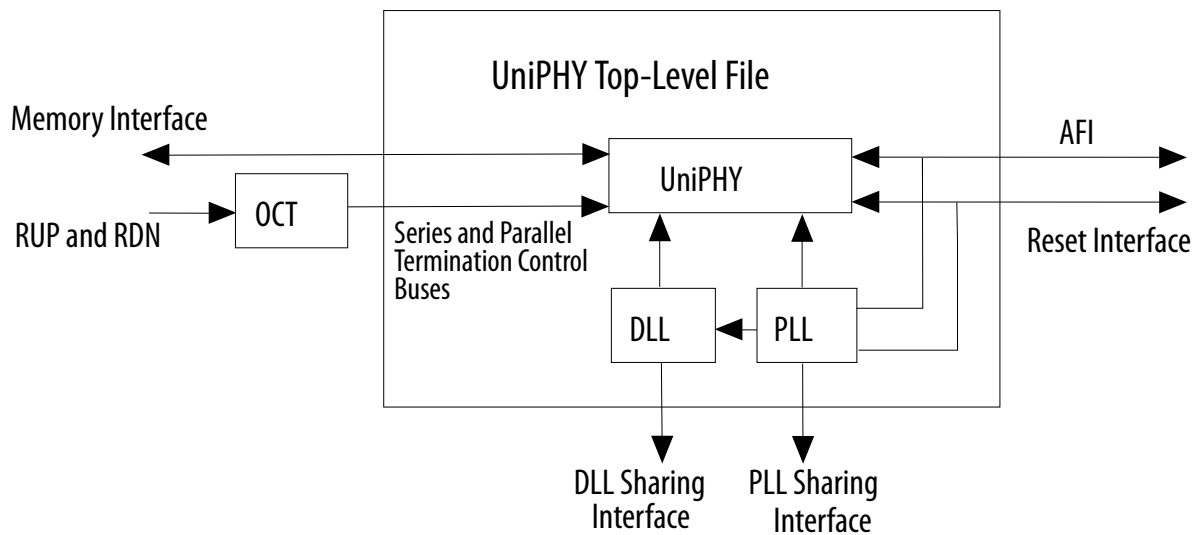 UniPHY Top-Level File
Memory Interface
AFI
UniPHY
OCT
RUP and RDN
Series and Parallel
Termination Control
Buses
Reset Interface
DLL
PLL
DLL Sharing
Interface
PLL Sharing
Interface